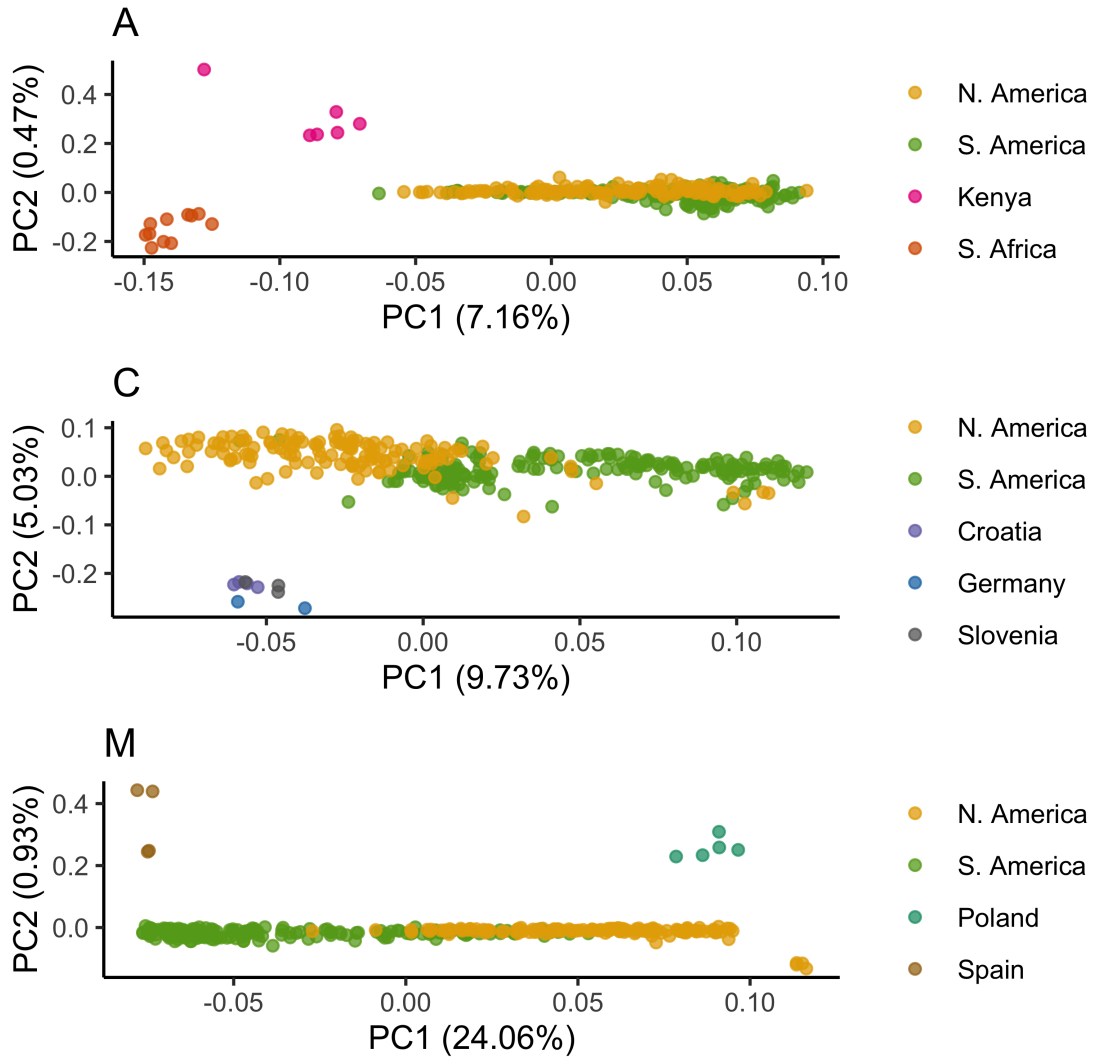 A
PC2 (0.47%)
0.4
0.2
0.0
-0.2
-0.15 -0.10 -0.05 0.00 0.05 0.10
PC1 (7.16%)
N. America
S. America
Kenya
S. Africa
C
PC2 (5.03%)
0.1
0.0
-0.1
-0.2
-0.05 0.00 0.05 0.10
PC1 (9.73%)
N. America
S. America
Croatia
Germany
Slovenia
M
PC2 (0.93%)
0.4
0.2
0.0
-0.05 0.00 0.05 0.10
PC1 (24.06%)
N. America
S. America
Poland
Spain